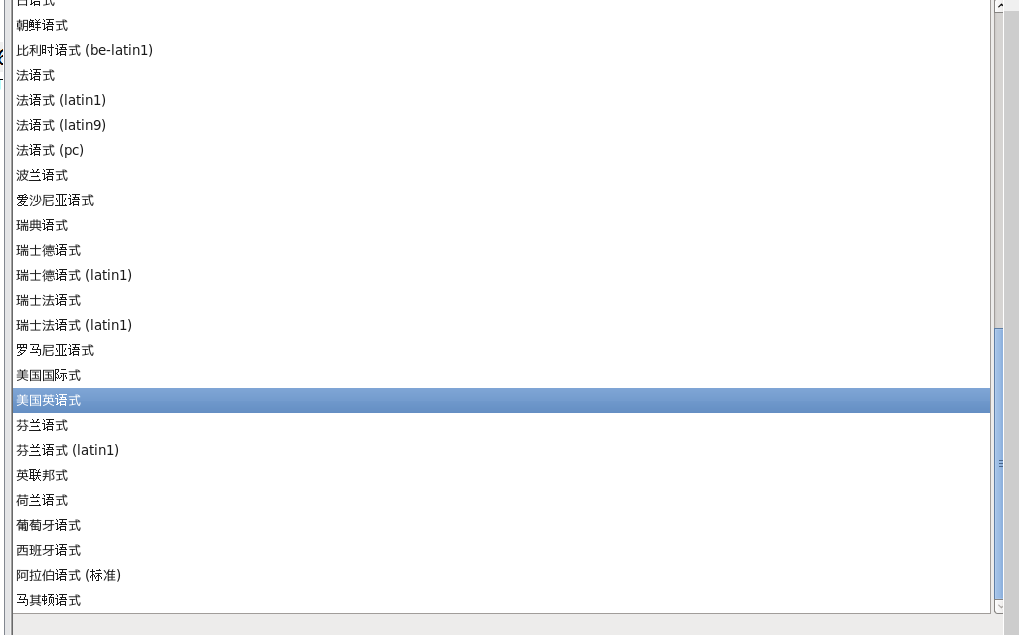 朝鲜语式
比利时语式 (be-latin1)
法语式
法语式 (latin1)
法语式 (latin9)
法语式 (pc)
波兰语式
爱沙尼亚语式
瑞典语式
瑞士德语式
瑞士德语式 (latin1)
瑞士法语式
瑞士法语式 (latin1)
罗马尼亚语式
美国国际式
美国英语式
芬兰语式
芬兰语式 (latin1)
英联邦式
荷兰语式
葡萄牙语式
西班牙语式
阿拉伯语式 (标准)
马其顿语式